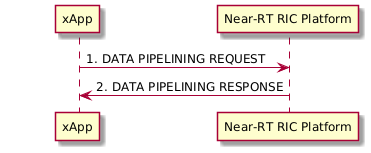 xApp
Near-RT RIC Platform
1. DATA PIPELINING REQUEST
2. DATA PIPELINING RESPONSE
xApp
Near-RT RIC Platform